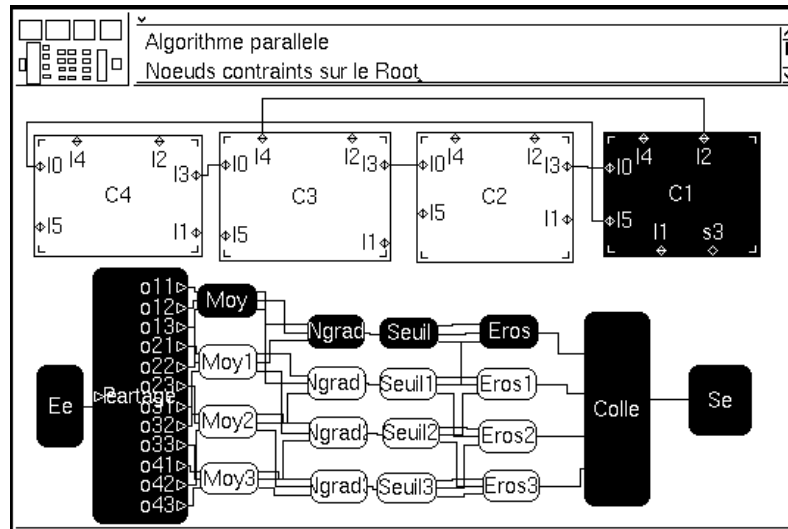 Algorithme parallele
Noeuds contraints sur le Root
I4 I2 I4 I2 I4 I2 I4 I2
I0 I3 I0 I3 I0 I3 I0
C4 C3 C2 C1
I5 I1 I5 I1 I5 I1 I5
I1 s3
o11
o12
o13
o21
o22
o23
o31
o32
o33
o41
o42
o43
Ee
Partage
Moy Ngrad Seuil Eros
Moy1 Ngrad Seuil1 Eros1
Moy2 Seuil2 Eros2
Moy3 Seuil3 Eros3
Colle
Se